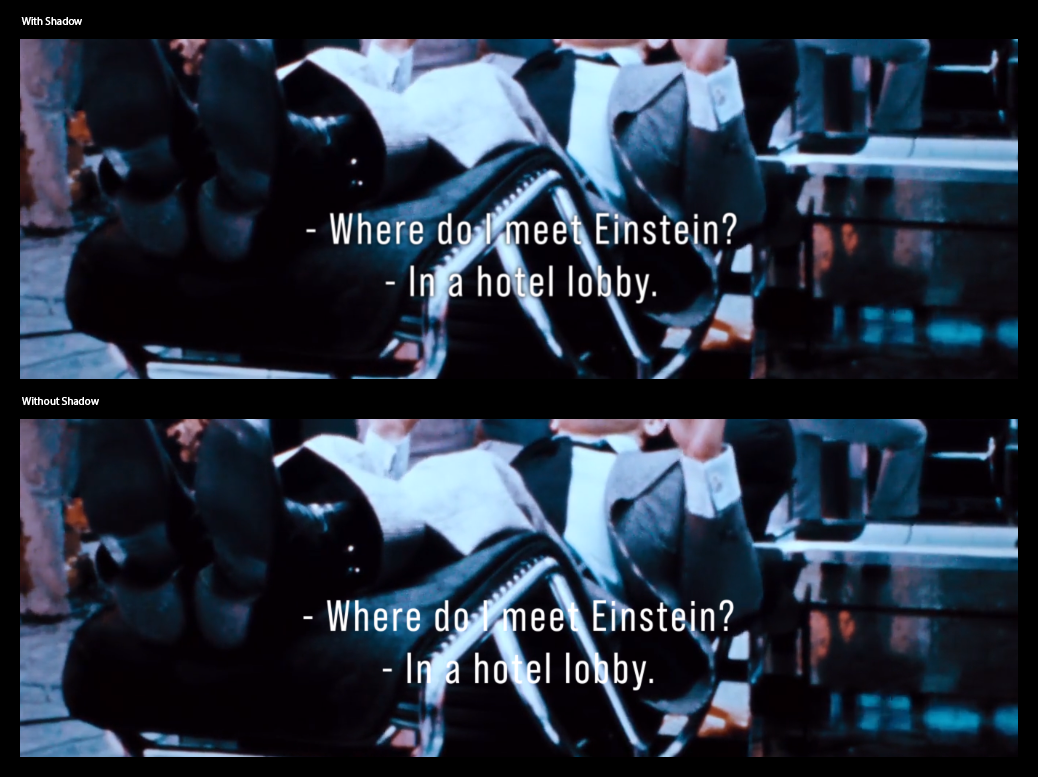 With Shadow
- Where do I meet Einstein?
- In a hotel lobby.
Without Shadow
- Where do I meet Einstein?
- In a hotel lobby.